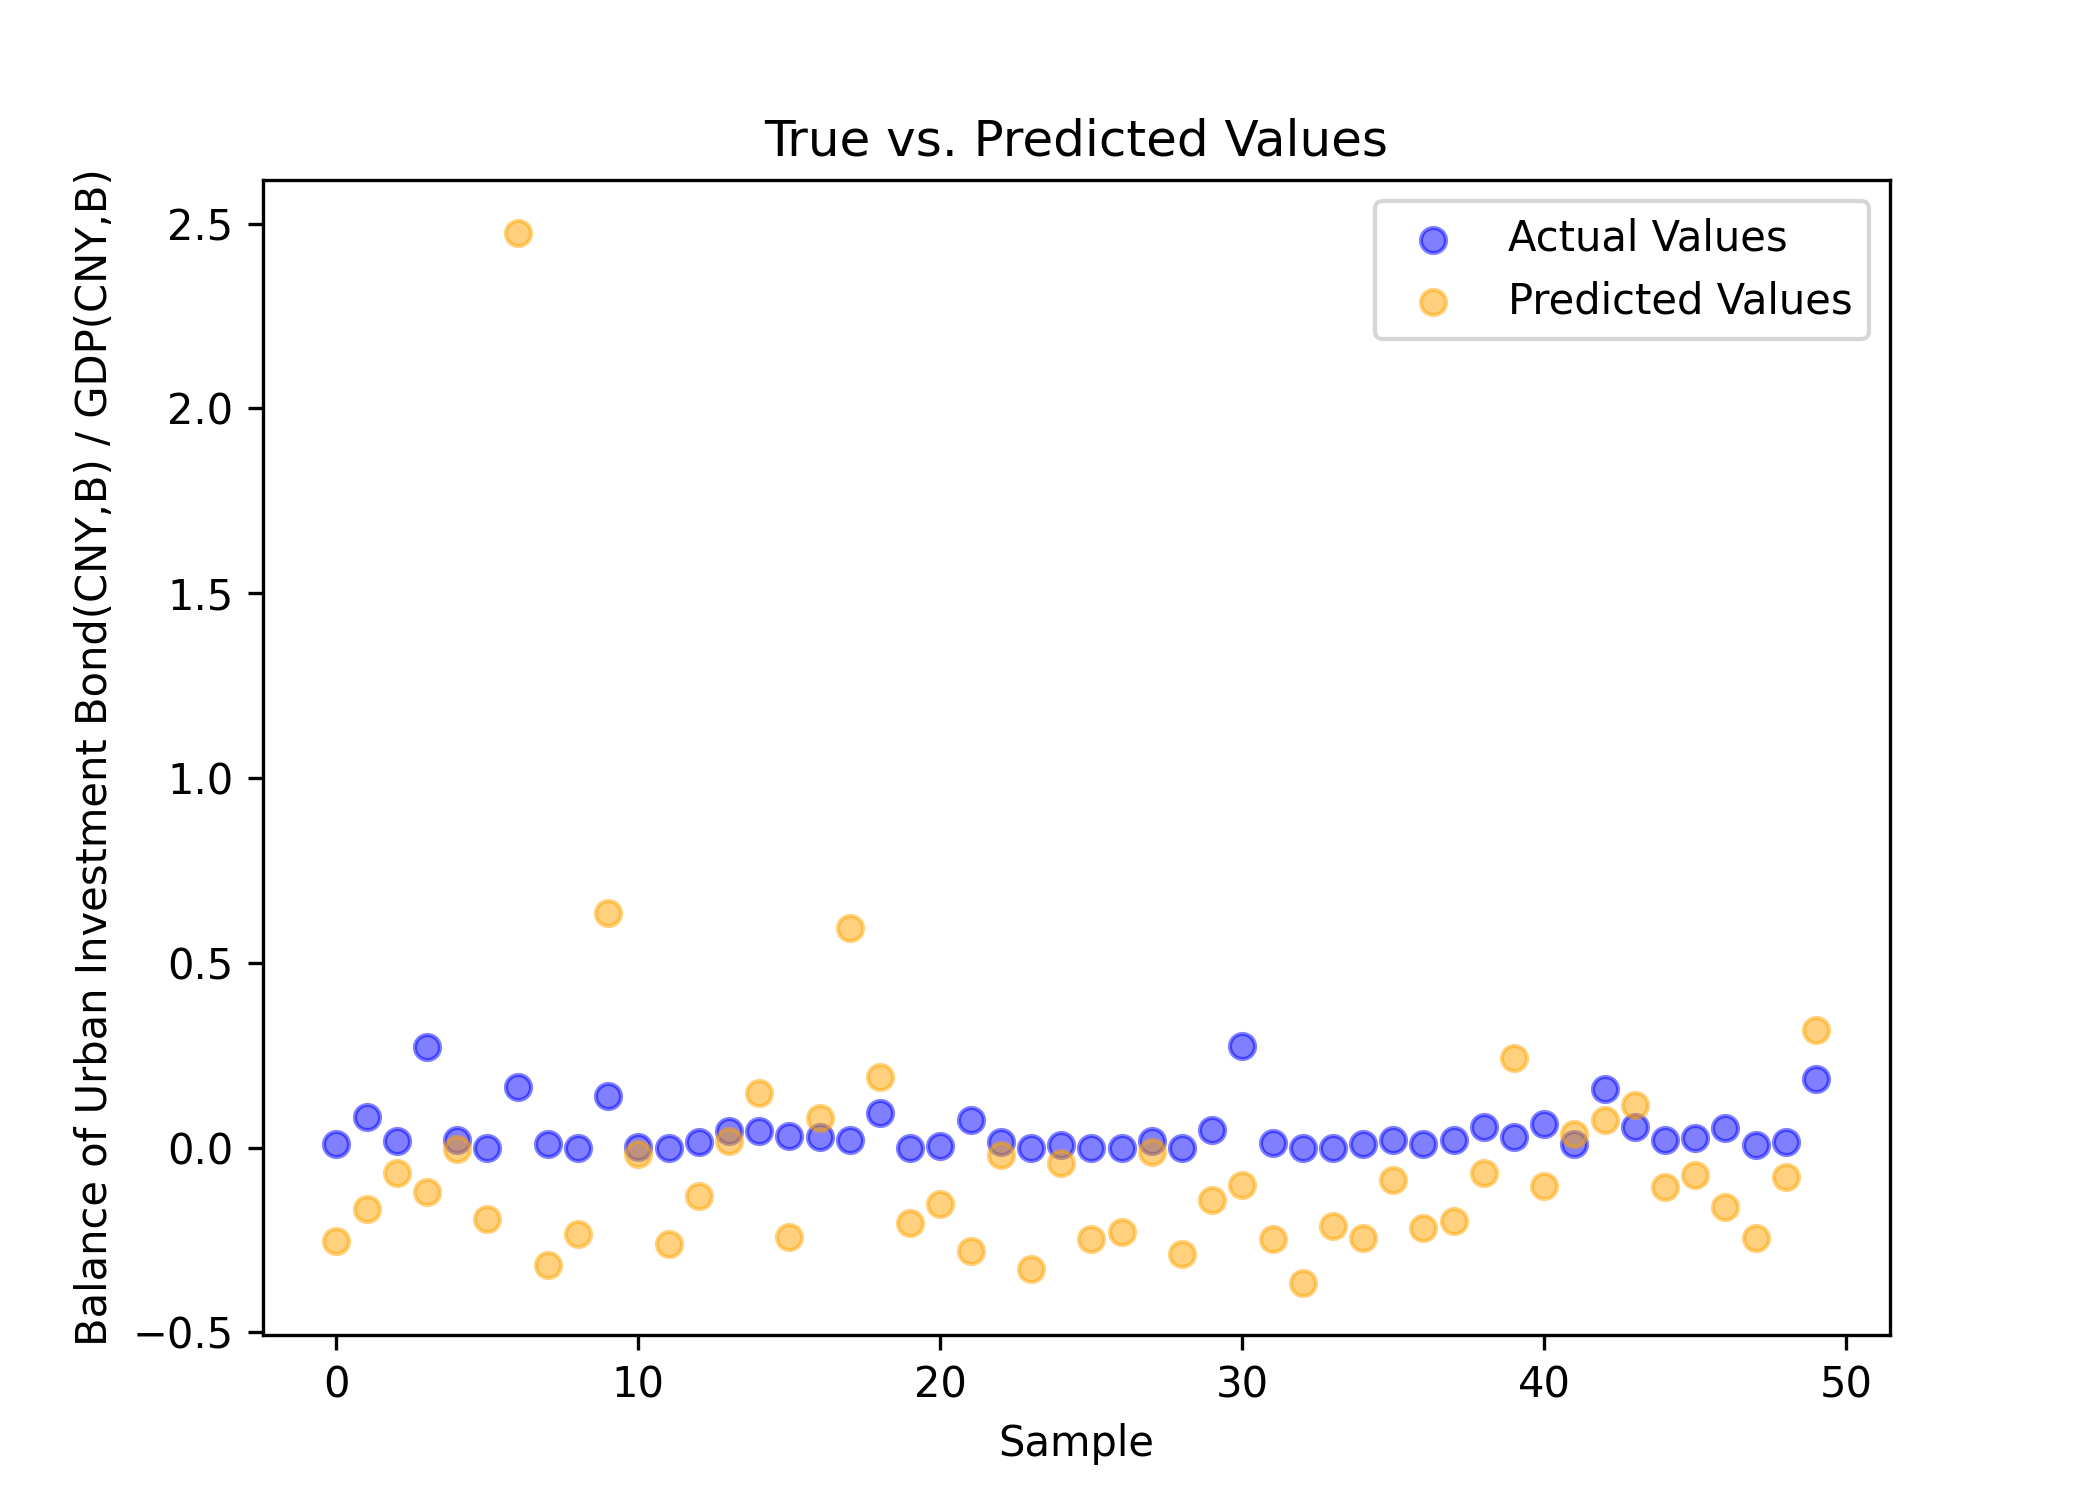 True vs. Predicted Values
Balance of Urban Investment Bond(CNY,B) / GDP(CNY,B)
2.5
2.0
1.5
1.0
0.5
0.0
−0.5
Actual Values
Predicted Values
0 10 20 30 40 50
Sample